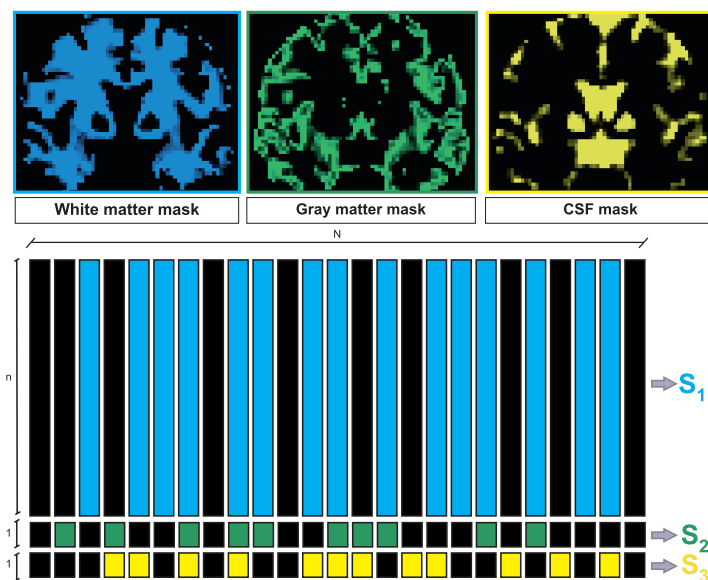 White matter mask
Gray matter mask
CSF mask
N
n
S1
1
S2
1
S3